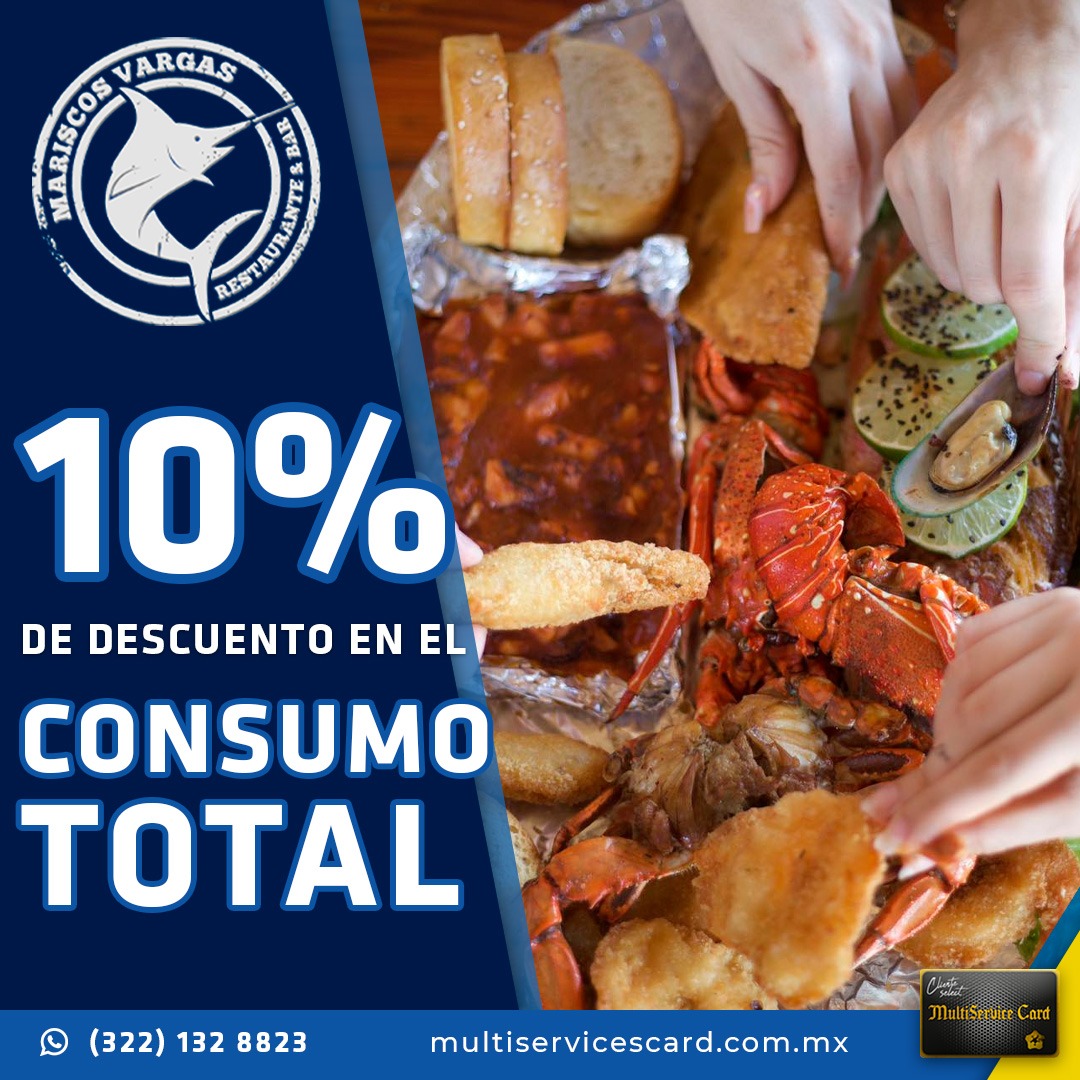 MARISCOS VARGAS
RESTAURANTE & BAR
10%
DE DESCUENTO EN EL
CONSUMO
TOTAL
Cliente
select
MultiService Card
(322) 132 8823
multiservicescard.com.mx